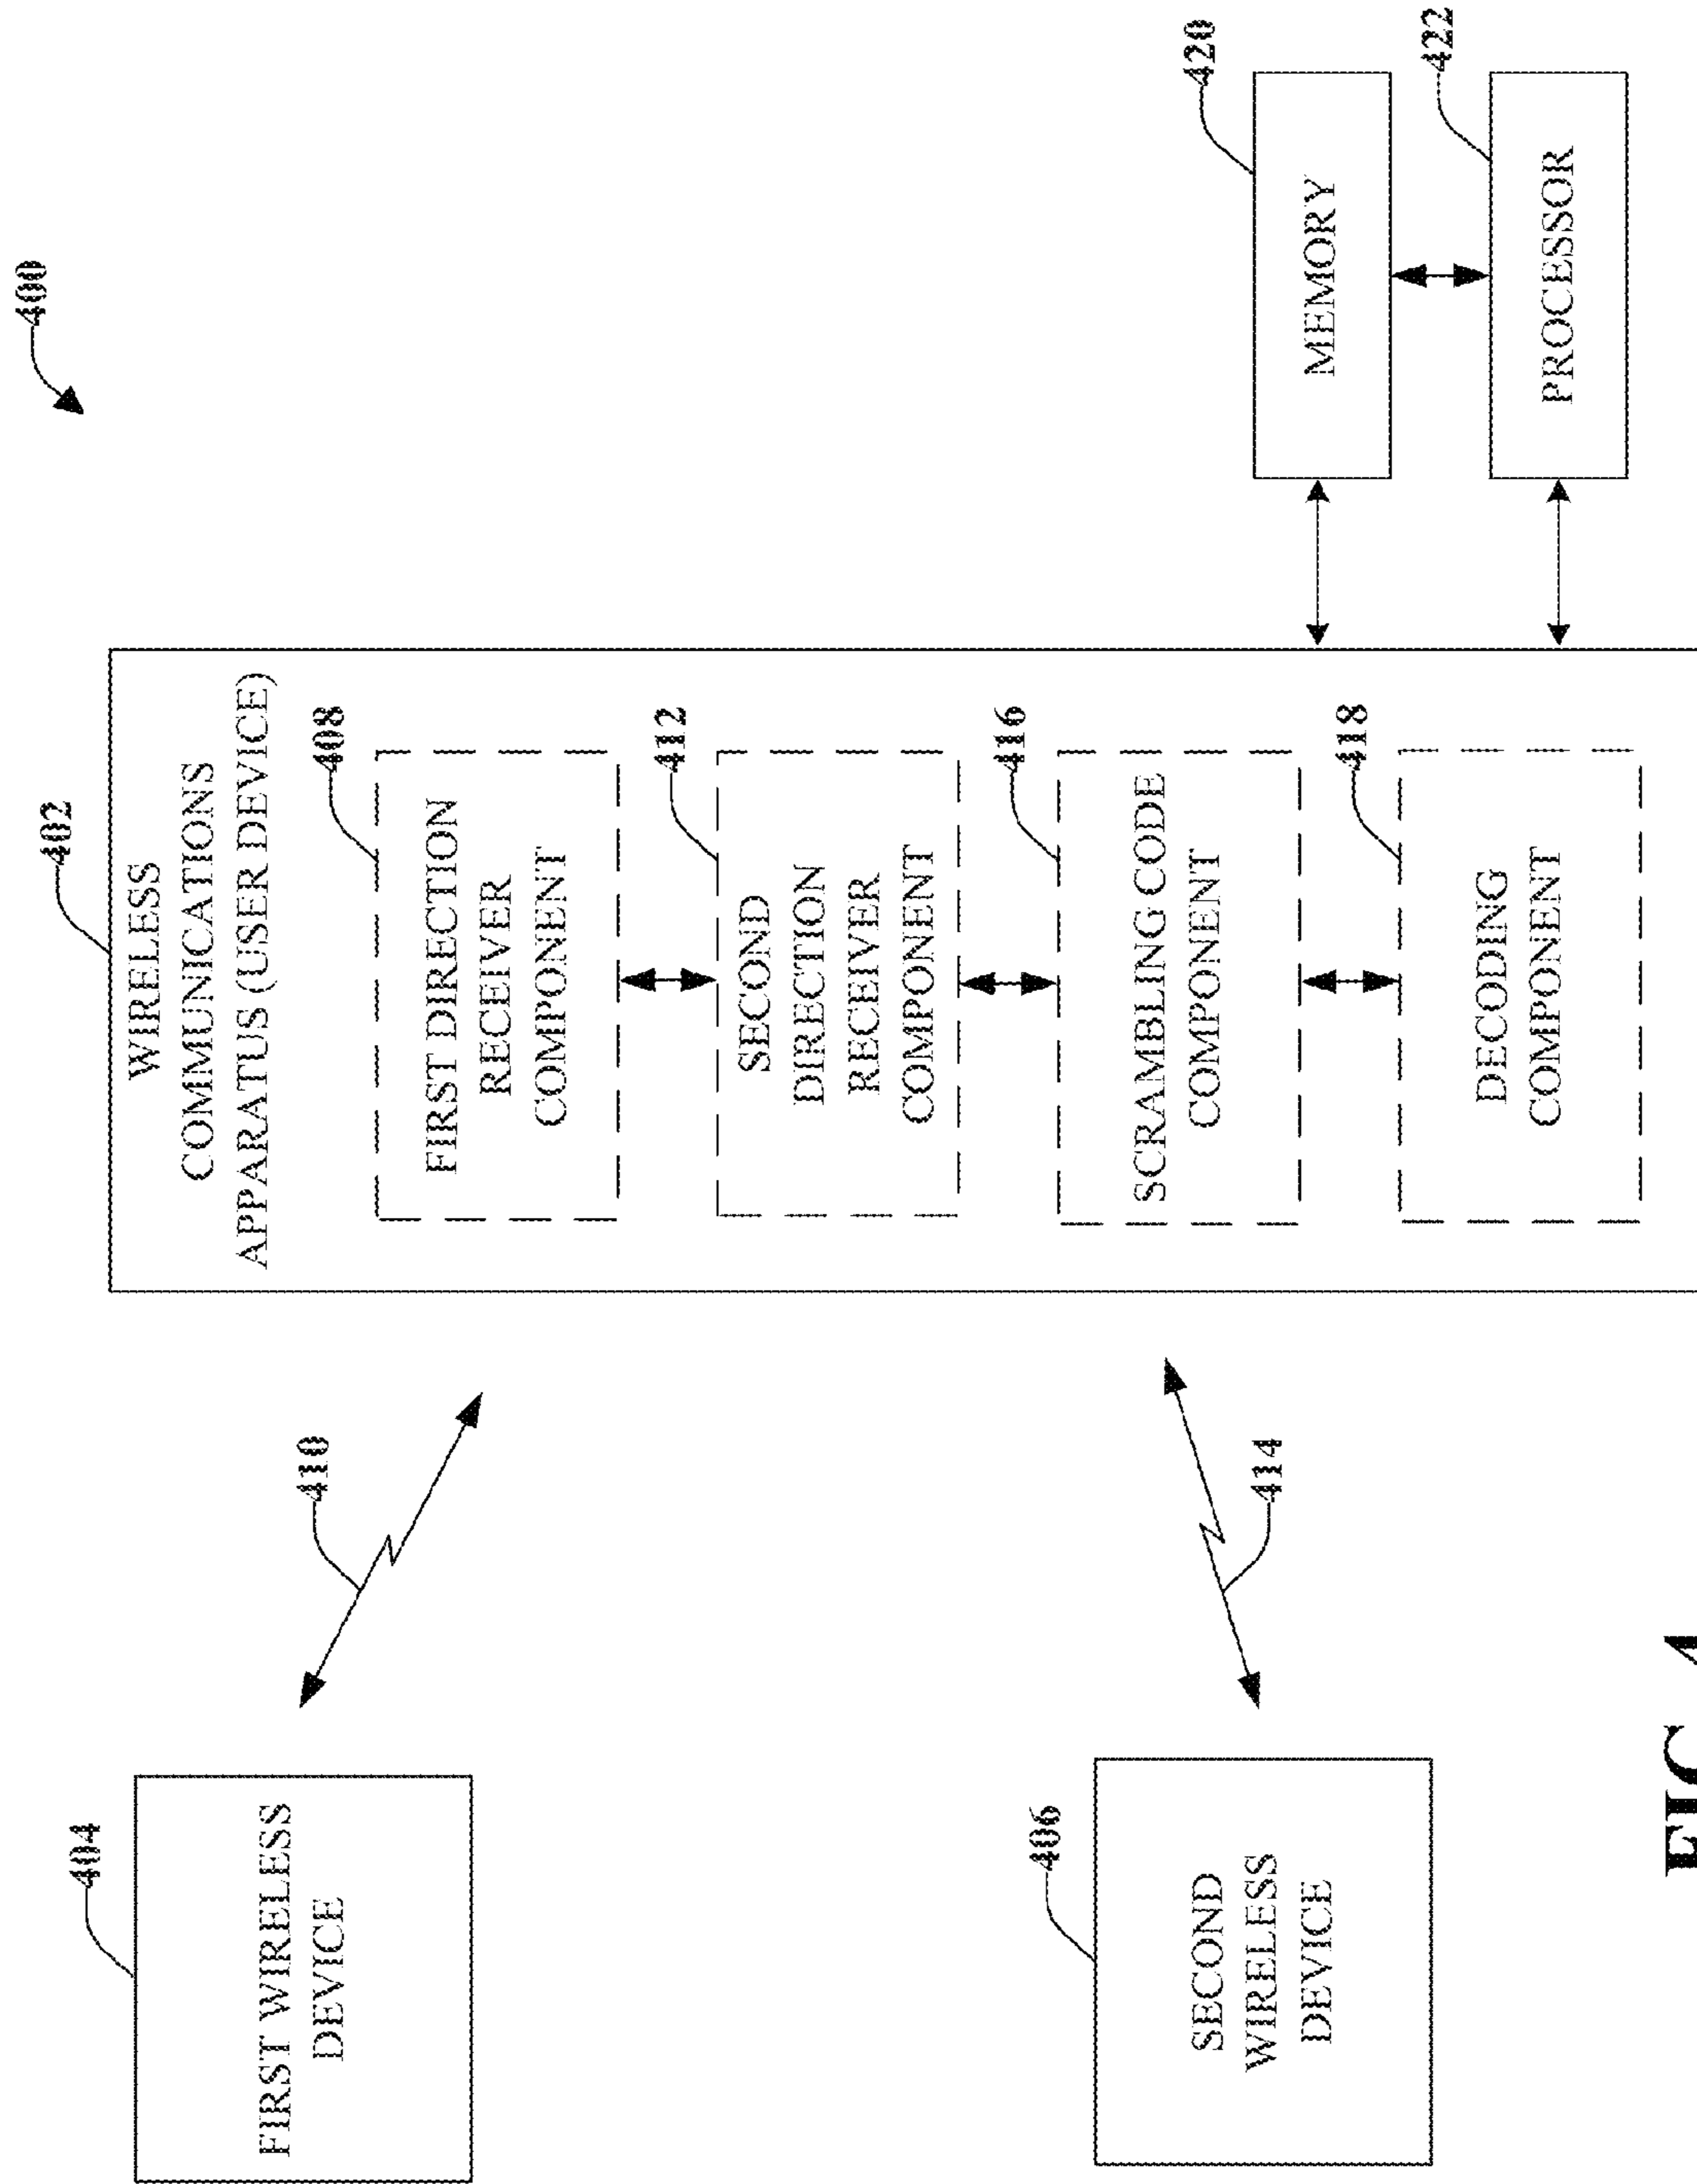 400
402
WIRELESS
COMMUNICATIONS
APPARATUS (USER DEVICE)
404
FIRST WIRELESS
DEVICE
410
408
FIRST DIRECTION
RECEIVER
COMPONENT
412
SECOND
DIRECTION
RECEIVER
COMPONENT
406
SECOND
WIRELESS
DEVICE
414
416
SCRAMBLING CODE
COMPONENT
418
DECODING
COMPONENT
420
MEMORY
422
PROCESSOR
FIG. 4